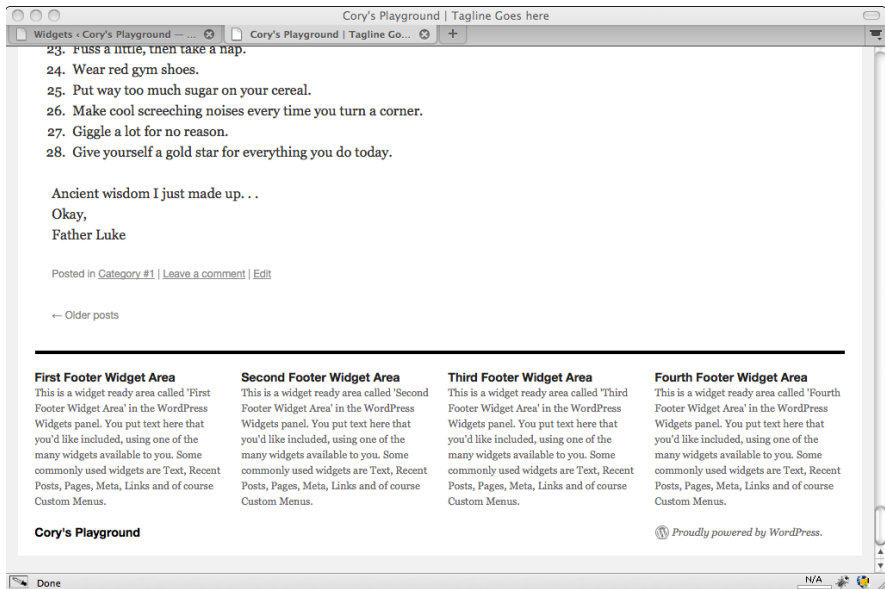 Cory's Playground | Tagline Goes here
Widgets ‹ Cory's Playground — ...
Cory's Playground | Tagline Go...
+
23. Fuss a little, then take a nap.
24. Wear red gym shoes.
25. Put way too much sugar on your cereal.
26. Make cool screeching noises every time you turn a corner.
27. Giggle a lot for no reason.
28. Give yourself a gold star for everything you do today.
Ancient wisdom I just made up. . .
Okay,
Father Luke
Posted in Category #1 | Leave a comment | Edit
← Older posts
First Footer Widget Area
This is a widget ready area called 'First
Footer Widget Area' in the WordPress
Widgets panel. You put text here that
you'd like included, using one of the
many widgets available to you. Some
commonly used widgets are Text, Recent
Posts, Pages, Meta, Links and of course
Custom Menus.
Second Footer Widget Area
This is a widget ready area called 'Second
Footer Widget Area' in the WordPress
Widgets panel. You put text here that
you'd like included, using one of the
many widgets available to you. Some
commonly used widgets are Text, Recent
Posts, Pages, Meta, Links and of course
Custom Menus.
Third Footer Widget Area
This is a widget ready area called 'Third
Footer Widget Area' in the WordPress
Widgets panel. You put text here that
you'd like included, using one of the
many widgets available to you. Some
commonly used widgets are Text, Recent
Posts, Pages, Meta, Links and of course
Custom Menus.
Fourth Footer Widget Area
This is a widget ready area called 'Fourth
Footer Widget Area' in the WordPress
Widgets panel. You put text here that
you'd like included, using one of the
many widgets available to you. Some
commonly used widgets are Text, Recent
Posts, Pages, Meta, Links and of course
Custom Menus.
Cory's Playground
Proudly powered by WordPress.
Done
N/A